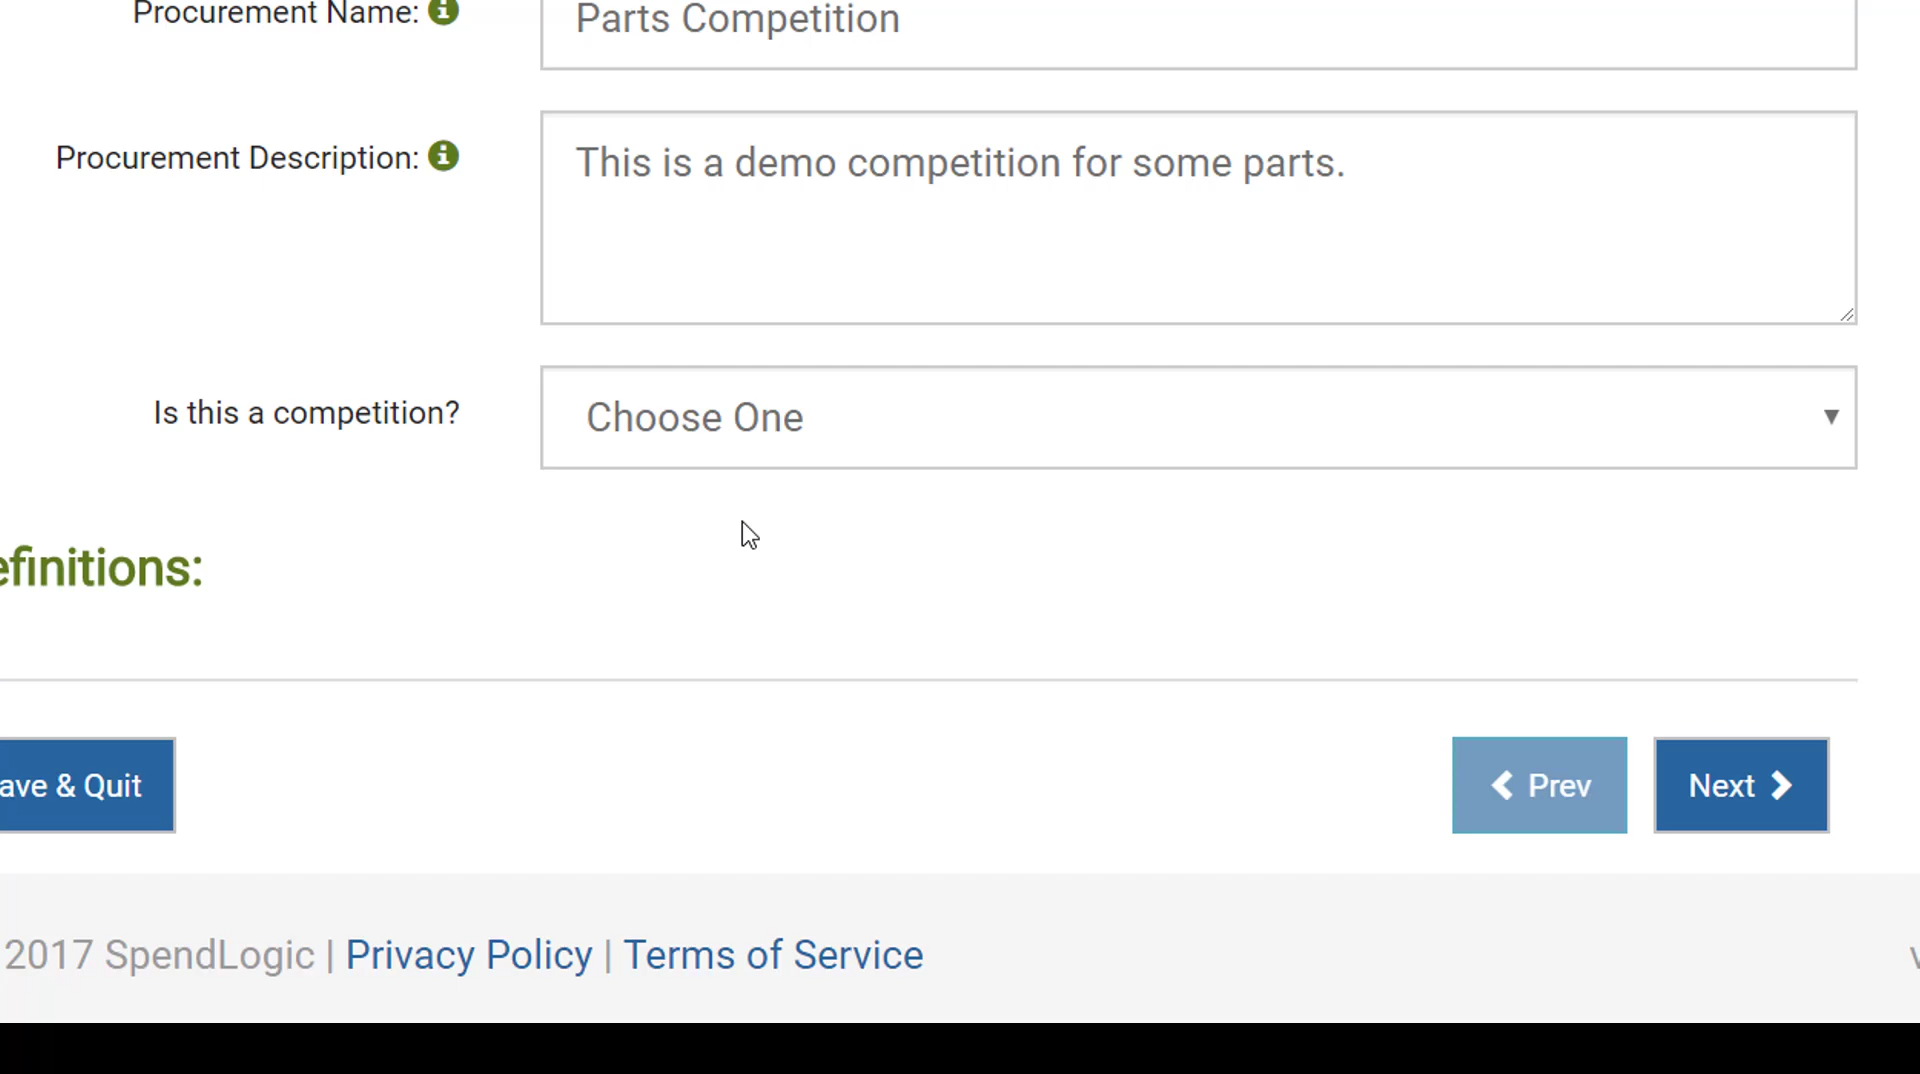 Procurement Name:
Parts Competition
Procurement Description:
This is a demo competition for some parts.
Is this a competition?
Choose One
efinitions:
ave & Quit
Prev
Next
2017 SpendLogic | Privacy Policy | Terms of Service